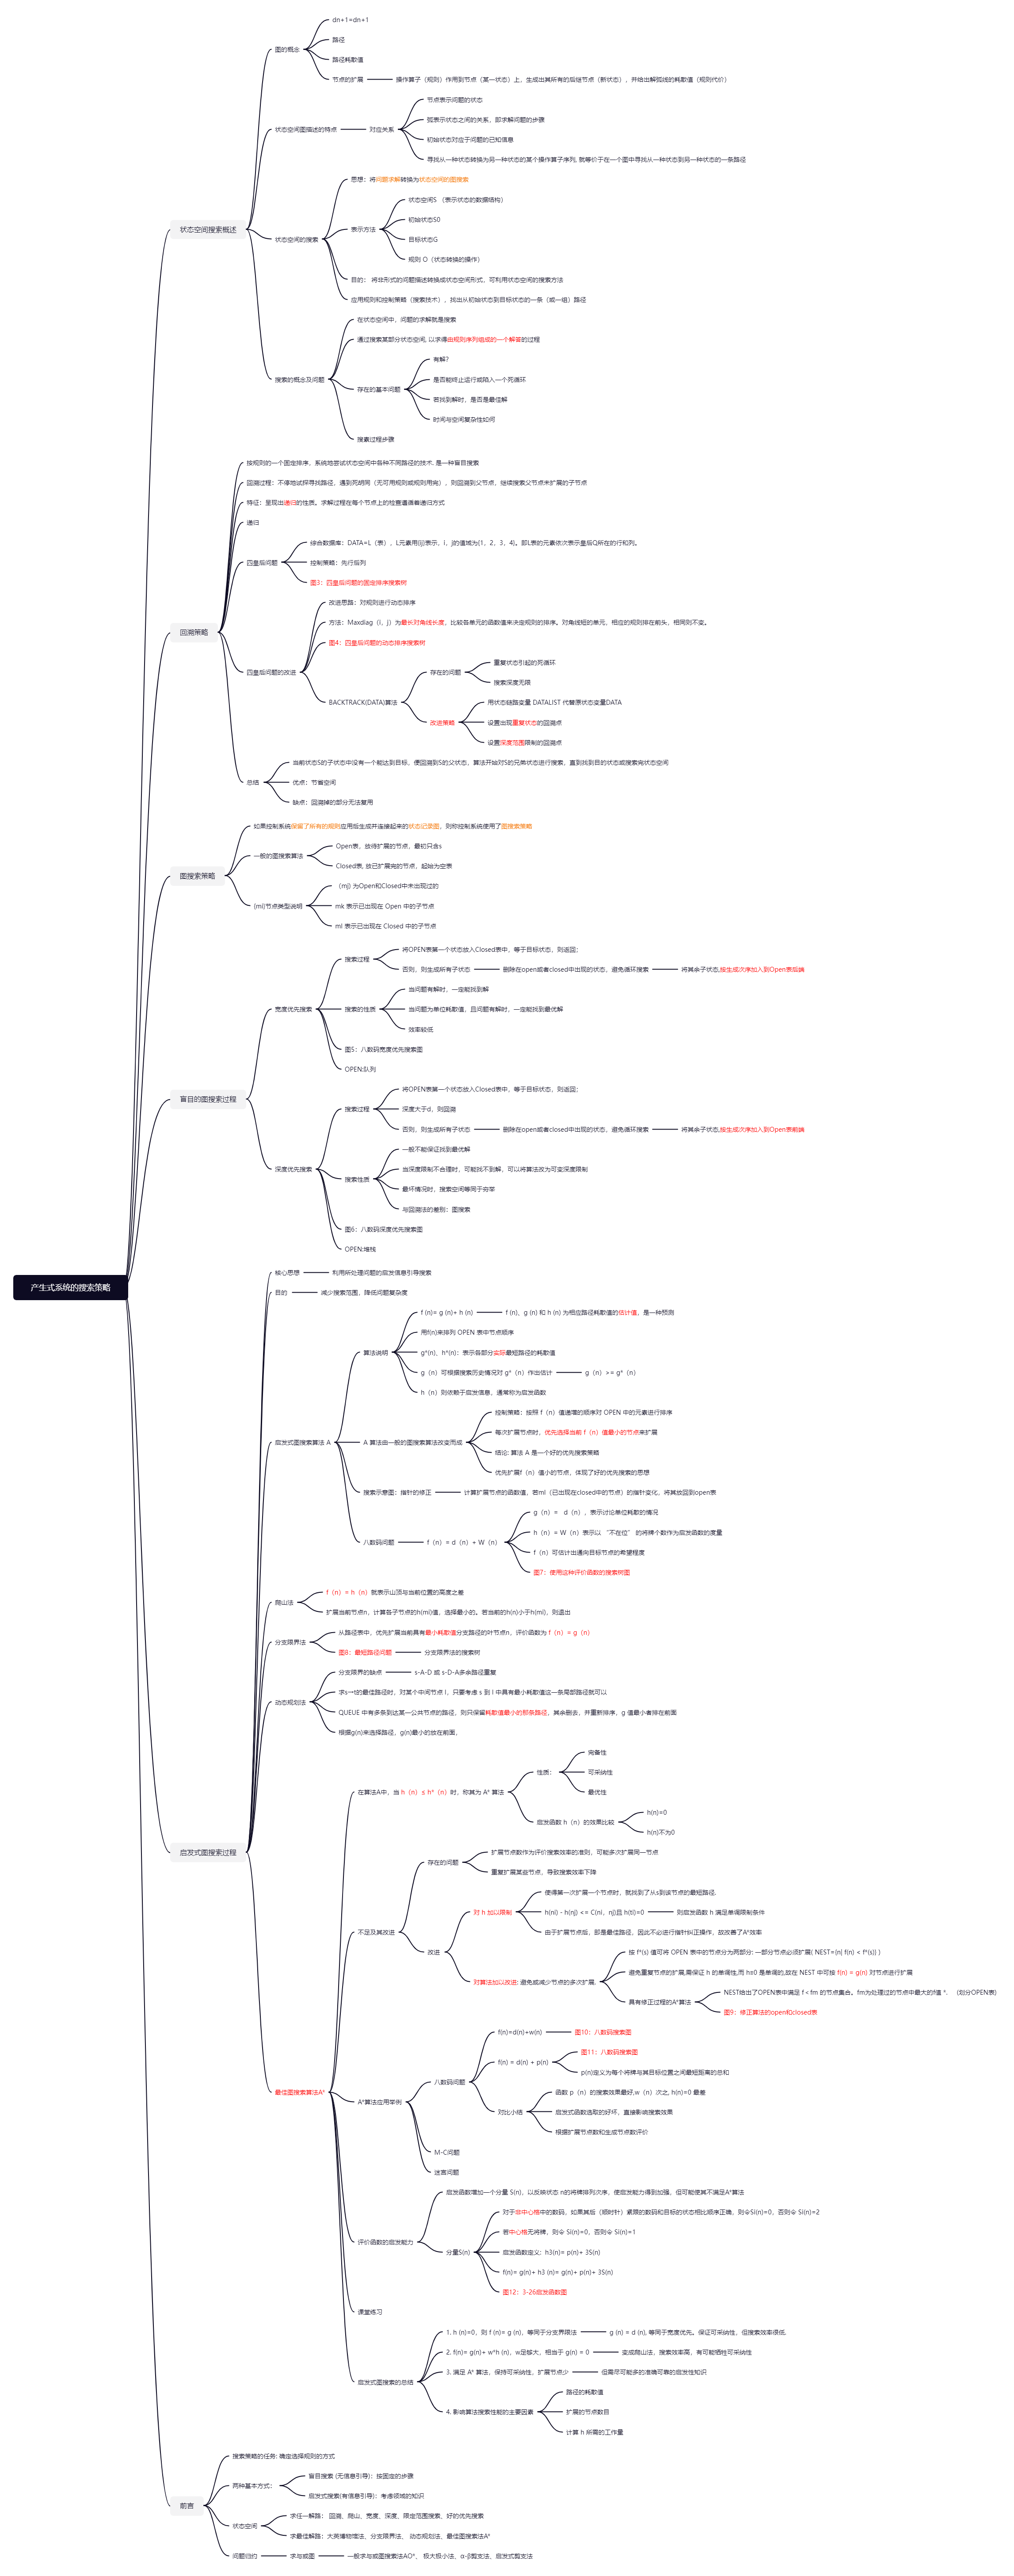 产生式系统的搜索策略
状态空间搜索概述
图的概念
dn+1=dn+1
路径
路径耗散值
节点的扩展
操作算子（规则）作用到节点（某一状态）上，生成出其所有的后继节点（新状态），并给出解弧线的耗散值（规则代价）
状态空间图描述的特点
对应关系
节点表示问题的状态
弧表示状态之间的关系，即求解问题的步骤
初始状态对应于问题的已知信息
寻找从一种状态转换为另一种状态的某个操作算子序列, 就等价于在一个图中寻找从一种状态到另一种状态的一条路径
状态空间的搜索
思想：将问题求解转换为状态空间的图搜索
表示方法
状态空间S （表示状态的数据结构）
初始状态S0
目标状态G
规则 O（状态转换的操作）
目的： 将非形式的问题描述转换成状态空间形式，可利用状态空间的搜索方法
应用规则和控制策略（搜索技术），找出从初始状态到目标状态的一条（或一组）路径
搜索的概念及问题
在状态空间中，问题的求解就是搜索
通过搜索某部分状态空间, 以求得由规则序列组成的一个解答的过程
存在的基本问题
有解?
是否能终止运行或陷入一个死循环
若找到解时，是否是最佳解
时间与空间复杂性如何
搜素过程步骤
回溯策略
按规则的一个固定排序，系统地尝试状态空间中各种不同路径的技术. 是一种盲目搜索
回溯过程：不停地试探寻找路径，遇到死胡同（无可用规则或规则用完），则回溯到父节点，继续搜索父节点未扩展的子节点
特征：呈现出递归的性质。求解过程在每个节点上的检查遵循着递归方式
递归
四皇后问题
综合数据库：DATA=L（表），L元素用{ij}表示，i，j的值域为{1，2，3，4}。即L表的元素依次表示皇后Q所在的行和列。
控制策略：先行后列
图3：四皇后问题的固定排序搜索树
四皇后问题的改进
改进思路：对规则进行动态排序
方法：Maxdiag（i，j）为最长对角线长度，比较各单元的函数值来决定规则的排序。对角线短的单元，相应的规则排在前头，相同则不变。
图4：四皇后问题的动态排序搜索树
BACKTRACK(DATA)算法
存在的问题
重复状态引起的死循环
搜索深度无限
改进策略
用状态链路变量 DATALIST 代替原状态变量DATA
设置出现重复状态的回溯点
设置深度范围限制的回溯点
总结
当前状态S的子状态中没有一个能达到目标，便回溯到S的父状态，算法开始对S的兄弟状态进行搜索，直到找到目的状态或搜索完状态空间
优点：节省空间
缺点：回溯掉的部分无法复用
图搜索策略
如果控制系统保留了所有的规则应用后生成并连接起来的状态记录图，则称控制系统使用了图搜索策略
一般的图搜索算法
Open表，放待扩展的节点，最初只含s
Closed表, 放已扩展完的节点，起始为空表
(mi)节点类型说明
｛mj} 为Open和Closed中未出现过的
mk 表示已出现在 Open 中的子节点
ml 表示已出现在 Closed 中的子节点
盲目的图搜索过程
宽度优先搜索
搜索过程
将OPEN表第一个状态放入Closed表中，等于目标状态，则返回；
否则，则生成所有子状态
删除在open或者closed中出现的状态，避免循环搜索
将其余子状态,按生成次序加入到Open表后端
搜索的性质
当问题有解时，一定能找到解
当问题为单位耗散值，且问题有解时，一定能找到最优解
效率较低
图5：八数码宽度优先搜索图
OPEN:队列
深度优先搜索
搜索过程
将OPEN表第一个状态放入Closed表中，等于目标状态，则返回；
深度大于d，则回溯
否则，则生成所有子状态
删除在open或者closed中出现的状态，避免循环搜索
将其余子状态,按生成次序加入到Open表前端
搜索性质
一般不能保证找到最优解
当深度限制不合理时，可能找不到解，可以将算法改为可变深度限制
最坏情况时，搜索空间等同于穷举
与回溯法的差别：图搜索
图6：八数码深度优先搜索图
OPEN:堆栈
启发式图搜索过程
核心思想
利用所处理问题的启发信息引导搜索
目的
减少搜索范围，降低问题复杂度
启发式图搜索算法 A
算法说明
f (n)= g (n)+ h (n)
f (n)，g (n) 和 h (n) 为相应路径耗散值的估计值，是一种预测
用f(n)来排列 OPEN 表中节点顺序
g*(n)，h*(n)：表示各部分实际最短路径的耗散值
g（n）可根据搜索历史情况对 g*（n）作出估计
g（n）>= g*（n）
h（n）则依赖于启发信息，通常称为启发函数
A 算法由一般的图搜索算法改变而成
控制策略：按照 f（n）值递增的顺序对 OPEN 中的元素进行排序
每次扩展节点时，优先选择当前 f（n）值最小的节点来扩展
结论: 算法 A 是一个好的优先搜索策略
优先扩展f（n）值小的节点，体现了好的优先搜索的思想
搜索示意图：指针的修正
计算扩展节点的函数值，若ml（已出现在closed中的节点）的指针变化，将其放回到open表
八数码问题
f（n）= d（n）+ W（n）
g（n）= d（n），表示讨论单位耗散的情况
h（n）= W（n）表示以 “不在位” 的将牌个数作为启发函数的度量
f（n）可估计出通向目标节点的希望程度
图7：使用这种评价函数的搜索树图
爬山法
f（n）= h（n）就表示山顶与当前位置的高度之差
扩展当前节点n，计算各子节点的h(mi)值，选择最小的。若当前的h(n)小于h(mi)，则退出
分支限界法
从路径表中，优先扩展当前具有最小耗散值分支路径的叶节点n，评价函数为 f（n）= g（n）
图8：最短路径问题
分支限界法的搜索树
动态规划法
分支限界的缺点
s-A-D 或 s-D-A多余路径重复
求s→t的最佳路径时，对某个中间节点 I，只要考虑 s 到 I 中具有最小耗散值这一条局部路径就可以
QUEUE 中有多条到达某一公共节点的路径，则只保留耗散值最小的那条路径，其余删去，并重新排序，g 值最小者排在前面
根据g(n)来选择路径，g(n)最小的放在前面，
最佳图搜索算法A*
在算法A中，当 h（n）≤ h*（n）时，称其为 A* 算法
性质：
完备性
可采纳性
最优性
启发函数 h（n）的效果比较
h(n)=0
h(n)不为0
不足及其改进
存在的问题
扩展节点数作为评价搜索效率的准则，可能多次扩展同一节点
重复扩展某些节点，导致搜索效率下降
改进
对 h 加以限制
使得第一次扩展一个节点时，就找到了从s到该节点的最短路径.
h(ni) - h(nj) <= C(ni，nj)且 h(ti)=0
则启发函数 h 满足单调限制条件
由于扩展节点后，即是最佳路径，因此不必进行指针纠正操作，故改善了A*效率
对算法加以改进: 避免或减少节点的多次扩展.
按 f*(s) 值可将 OPEN 表中的节点分为两部分: 一部分节点必须扩展{ NEST={n| f(n) < f*(s)} }
避免重复节点的扩展,需保证 h 的单调性,而 h≡0 是单调的,故在 NEST 中可按 f(n) = g(n) 对节点进行扩展
具有修正过程的A*算法
NEST给出了OPEN表中满足 f＜fm 的节点集合。fm为处理过的节点中最大的f值 *. （划分OPEN表)
图9：修正算法的open和closed表
A*算法应用举例
八数码问题
f(n)=d(n)+w(n)
图10：八数码搜索图
f(n) = d(n) + p(n)
图11：八数码搜索图
p(n)定义为每个将牌与其目标位置之间最短距离的总和
对比小结
函数 p（n）的搜索效果最好,w（n）次之, h(n)=0 最差
启发式函数选取的好坏，直接影响搜索效果
根据扩展节点数和生成节点数评价
M-C问题
迷宫问题
评价函数的启发能力
启发函数增加一个分量 S(n)，以反映状态 n的将牌排列次序，使启发能力得到加强，但可能使其不满足A*算法
分量S(n)
对于非中心格中的数码，如果其后（顺时针）紧跟的数码和目标的状态相比顺序正确，则令Si(n)=0，否则令 Si(n)=2
若中心格无将牌，则令 Si(n)=0，否则令 Si(n)=1
启发函数定义：h3(n)= p(n)+ 3S(n)
f(n)= g(n)+ h3 (n)= g(n)+ p(n)+ 3S(n)
图12：3-26启发函数图
课堂练习
启发式图搜索的总结
1. h (n)=0，则 f (n)= g (n)，等同于分支界限法
g (n) = d (n), 等同于宽度优先。保证可采纳性，但搜索效率很低.
2. f(n)= g(n)+ w*h (n)，w足够大，相当于 g(n) = 0
变成爬山法，搜索效率高，有可能牺牲可采纳性
3. 满足 A* 算法，保持可采纳性，扩展节点少
但需尽可能多的准确可靠的启发性知识
4. 影响算法搜索性能的主要因素
路径的耗散值
扩展的节点数目
计算 h 所需的工作量
前言
搜索策略的任务: 确定选择规则的方式
两种基本方式：
盲目搜索 (无信息引导)：按固定的步骤
启发式搜索(有信息引导)：考虑领域的知识
状态空间
求任一解路： 回溯、爬山、宽度、深度、限定范围搜索、好的优先搜索
求最佳解路：大英博物馆法、分支限界法、 动态规划法、最佳图搜索法A*
问题归约
求与或图
一般求与或图搜索法AO*、 极大极小法、α-β剪支法、启发式剪支法